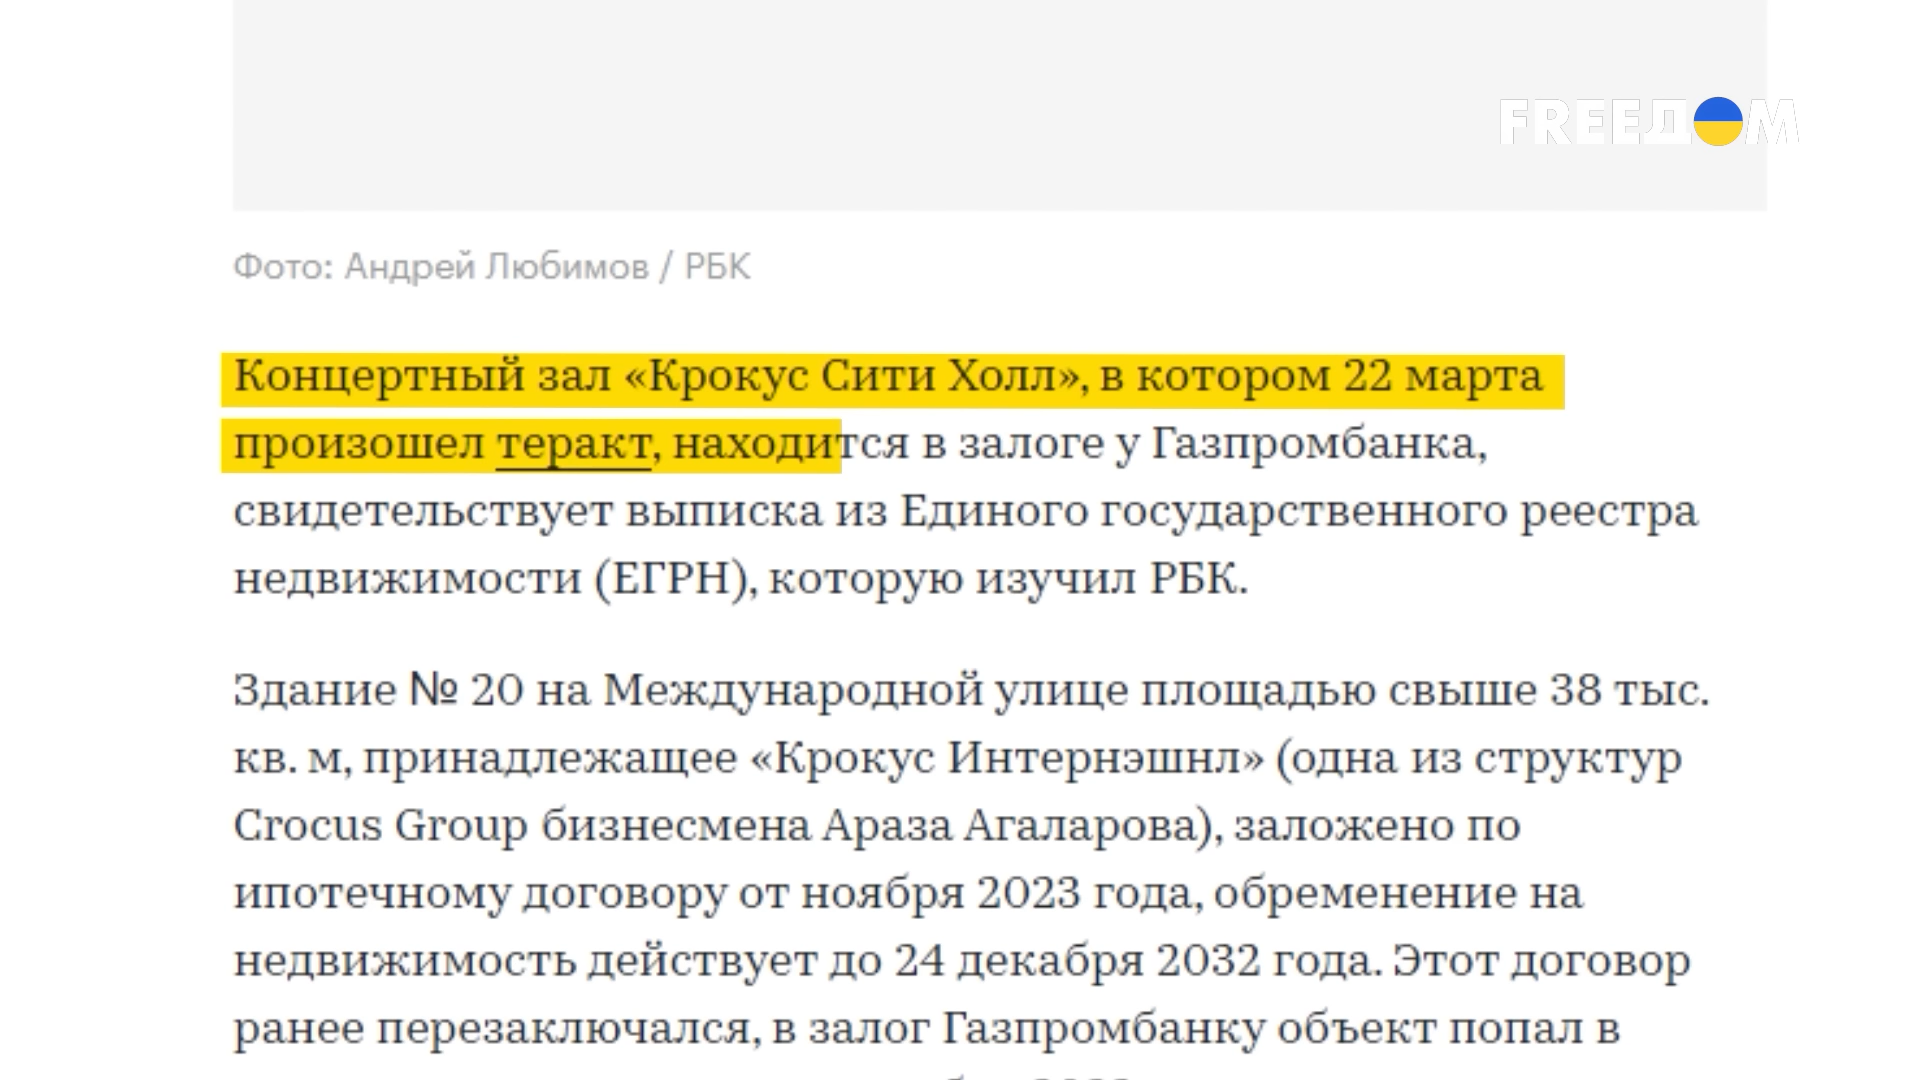 FREEДOM
Фото: Андрей Любимов / РБК
Концертный зал «Крокус Сити Холл», в котором 22 марта
произошел теракт, находится в залоге у Газпромбанка,
свидетельствует выписка из Единого государственного реестра
недвижимости (ЕГРН), которую изучил РБК.
Здание № 20 на Международной улице площадью свыше 38 тыс.
кв. м, принадлежащее «Крокус Интернэшнл» (одна из структур
Crocus Group бизнесмена Араза Агаларова), заложено по
ипотечному договору от ноября 2023 года, обременение на
недвижимость действует до 24 декабря 2032 года. Этот договор
ранее перезаключался, в залог Газпромбанку объект попал в